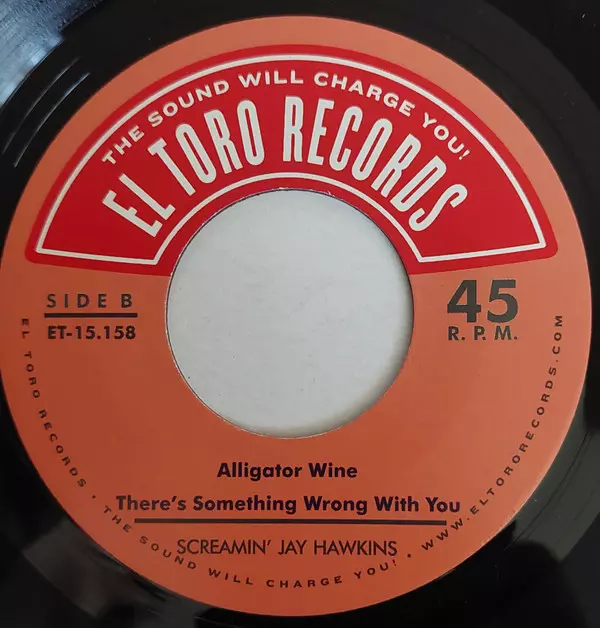 THE SOUND WILL CHARGE YOU!
EL TORO RECORDS
SIDE B
ET-15.158
45
R.P.M.
Alligator Wine
There's Something Wrong With You
SCREAMIN' JAY HAWKINS
EL TORO RECORDS • THE SOUND WILL CHARGE YOU! • WWW.ELTORORECORDS.COM